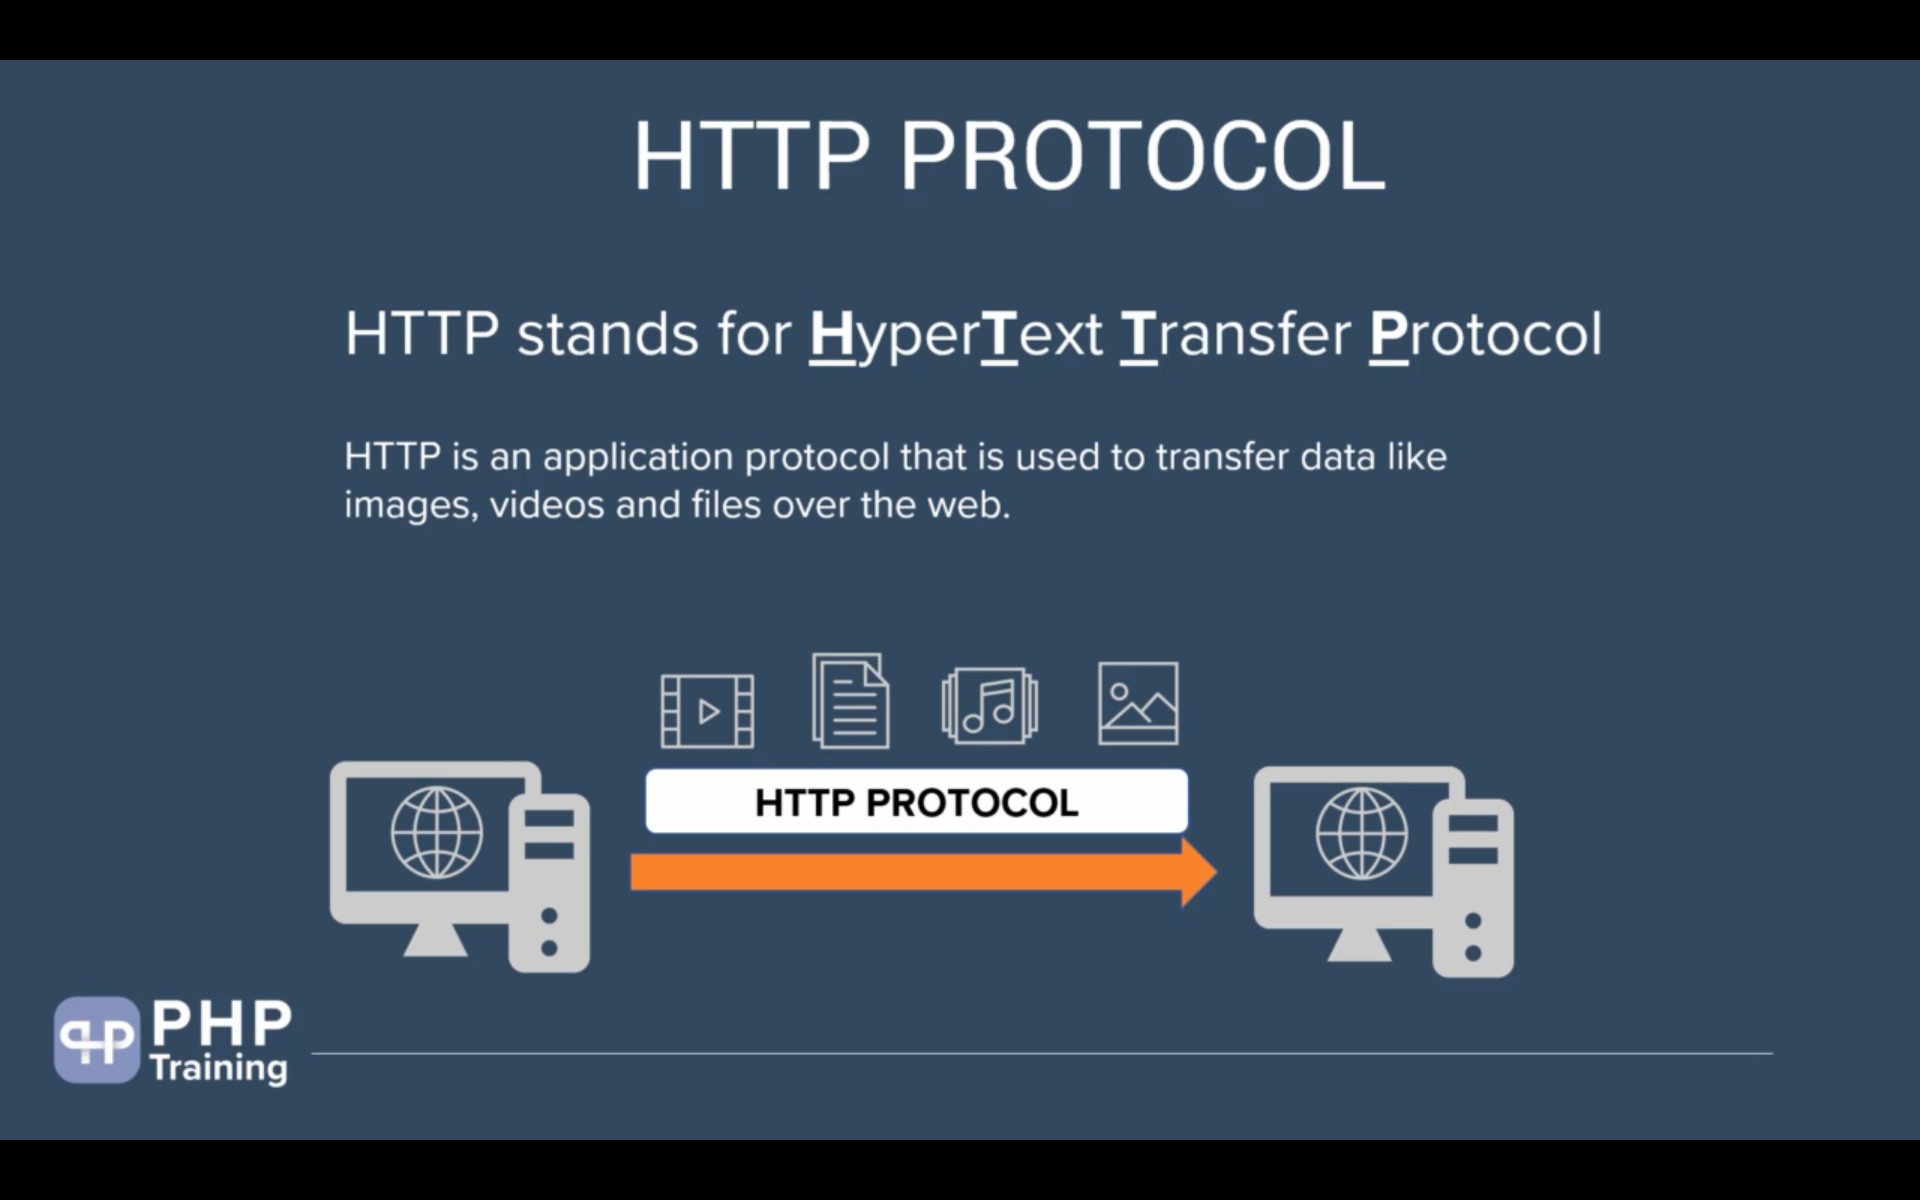 HTTP PROTOCOL
HTTP stands for HyperText Transfer Protocol
HTTP is an application protocol that is used to transfer data like
images, videos and files over the web.
HTTP PROTOCOL
PHP
Training